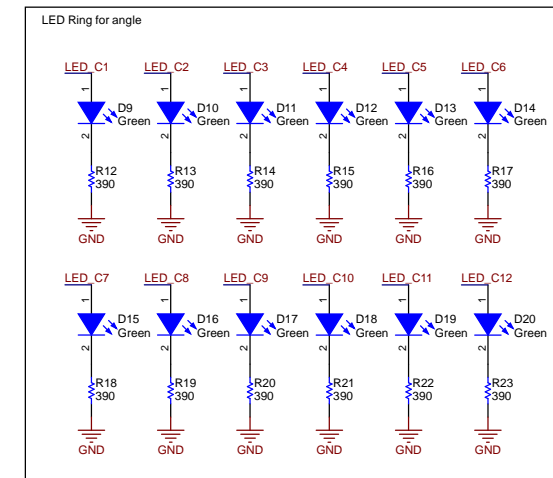 LED Ring for angle
LED_C1 LED_C2 LED_C3 LED_C4 LED_C5 LED_C6
1 1 1 1 1 1
D9 D10 D11 D12 D13 D14
Green Green Green Green Green Green
2 2 2 2 2 2
R12 R13 R14 R15 R16 R17
390 390 390 390 390 390
GND GND GND GND GND GND
LED_C7 LED_C8 LED_C9 LED_C10 LED_C11 LED_C12
1 1 1 1 1 1
D15 D16 D17 D18 D19 D20
Green Green Green Green Green Green
2 2 2 2 2 2
R18 R19 R20 R21 R22 R23
390 390 390 390 390 390
GND GND GND GND GND GND